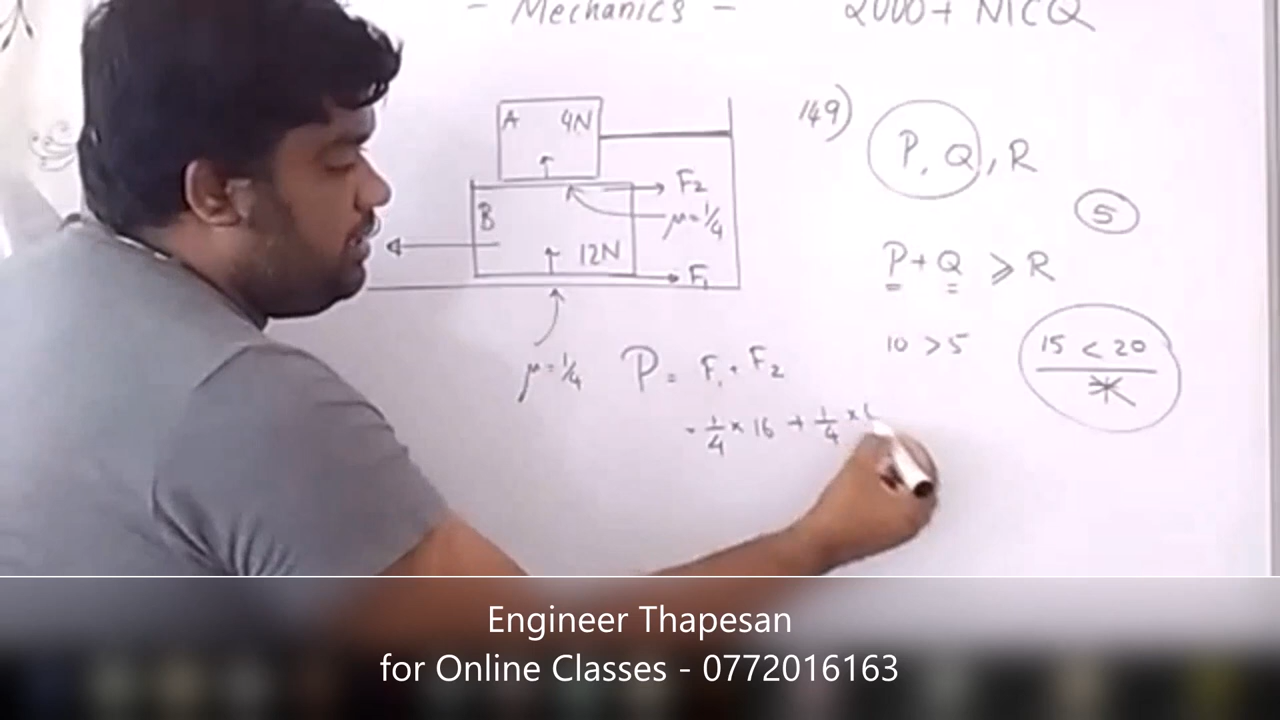 - Mechanics - 2000+ MCQ
A 4N
F₂
B
μ=1/4
12N
F₁
μ=1/4
P = F₁ + F₂
= 1/4 × 16 + 1/4 ×
149) P, Q, R
5
P + Q ⩾ R
10 > 5
15 < 20
Engineer Thapesan
for Online Classes - 0772016163